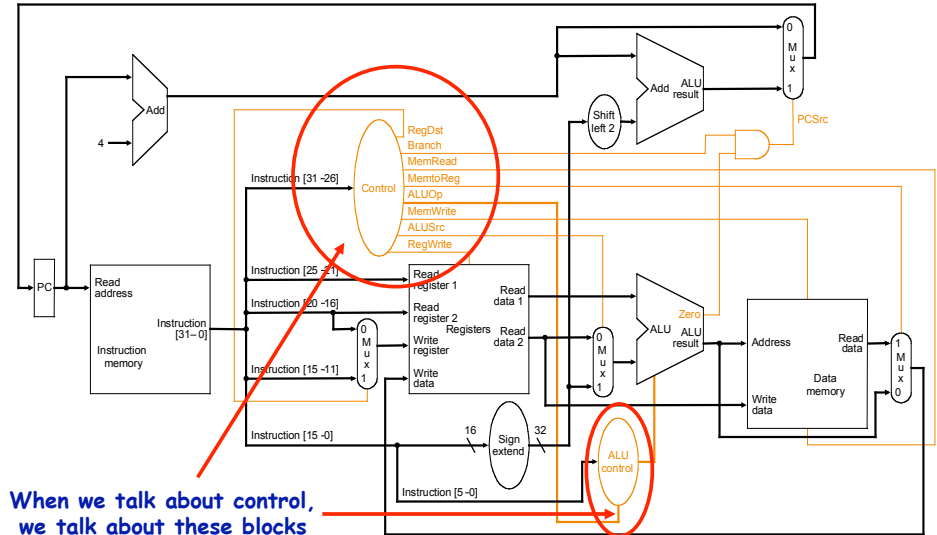 0
M
u
x
1
Add
ALU
result
Add
4
Shift
left 2
PCSrc
RegDst
Branch
MemRead
MemtoReg
ALUOp
MemWrite
ALUSrc
RegWrite
Control
Instruction [31 -26]
Instruction [25 -21]
Instruction [20 -16]
Instruction [15 -11]
Instruction [15 -0]
Instruction [5 -0]
PC
Read
address
Instruction
[31– 0]
Instruction
memory
0
M
u
x
1
Read
register 1
Read
register 2
Write
register
Write
data
Registers
Read
data 1
Read
data 2
0
M
u
x
1
Zero
ALU
ALU
result
Address
Write
data
Read
data
Data
memory
1
M
u
x
0
16
Sign
extend
32
ALU
control
When we talk about control,
we talk about these blocks